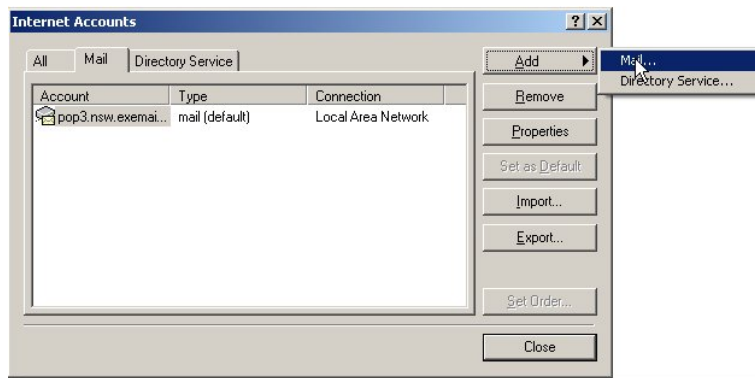 Internet Accounts
All Mail Directory Service
Add
Mail...
Directory Service...
Account Type Connection
Remove
pop3.nsw.exemai... mail (default) Local Area Network
Properties
Set as Default
Import...
Export...
Set Order...
Close